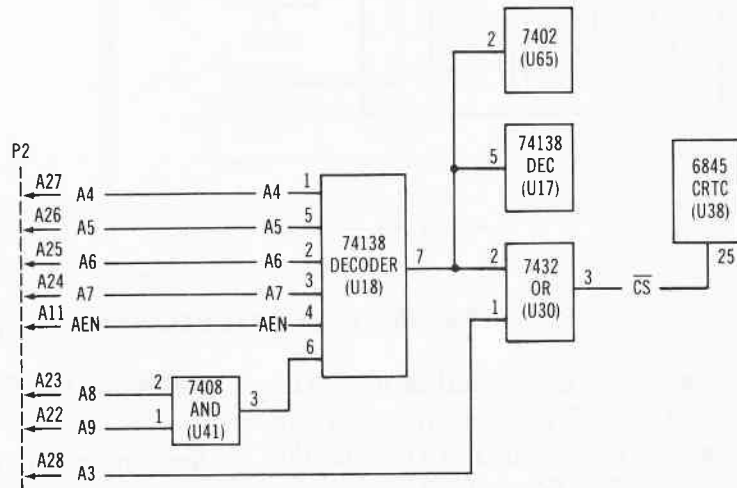 2
7402
(U65)
5
74138
DEC
(U17)
6845
CRTC
(U38)
25
P2
A27 A4 A4 1
A26 A5 A5 5
A25 A6 A6 2
A24 A7 A7 3
A11 AEN AEN 4
6
74138
DECODER
(U18)
7
2
1
7432
OR
(U30)
3
CS
A23 A8 2
A22 A9 1
7408
AND
(U41)
3
A28 A3